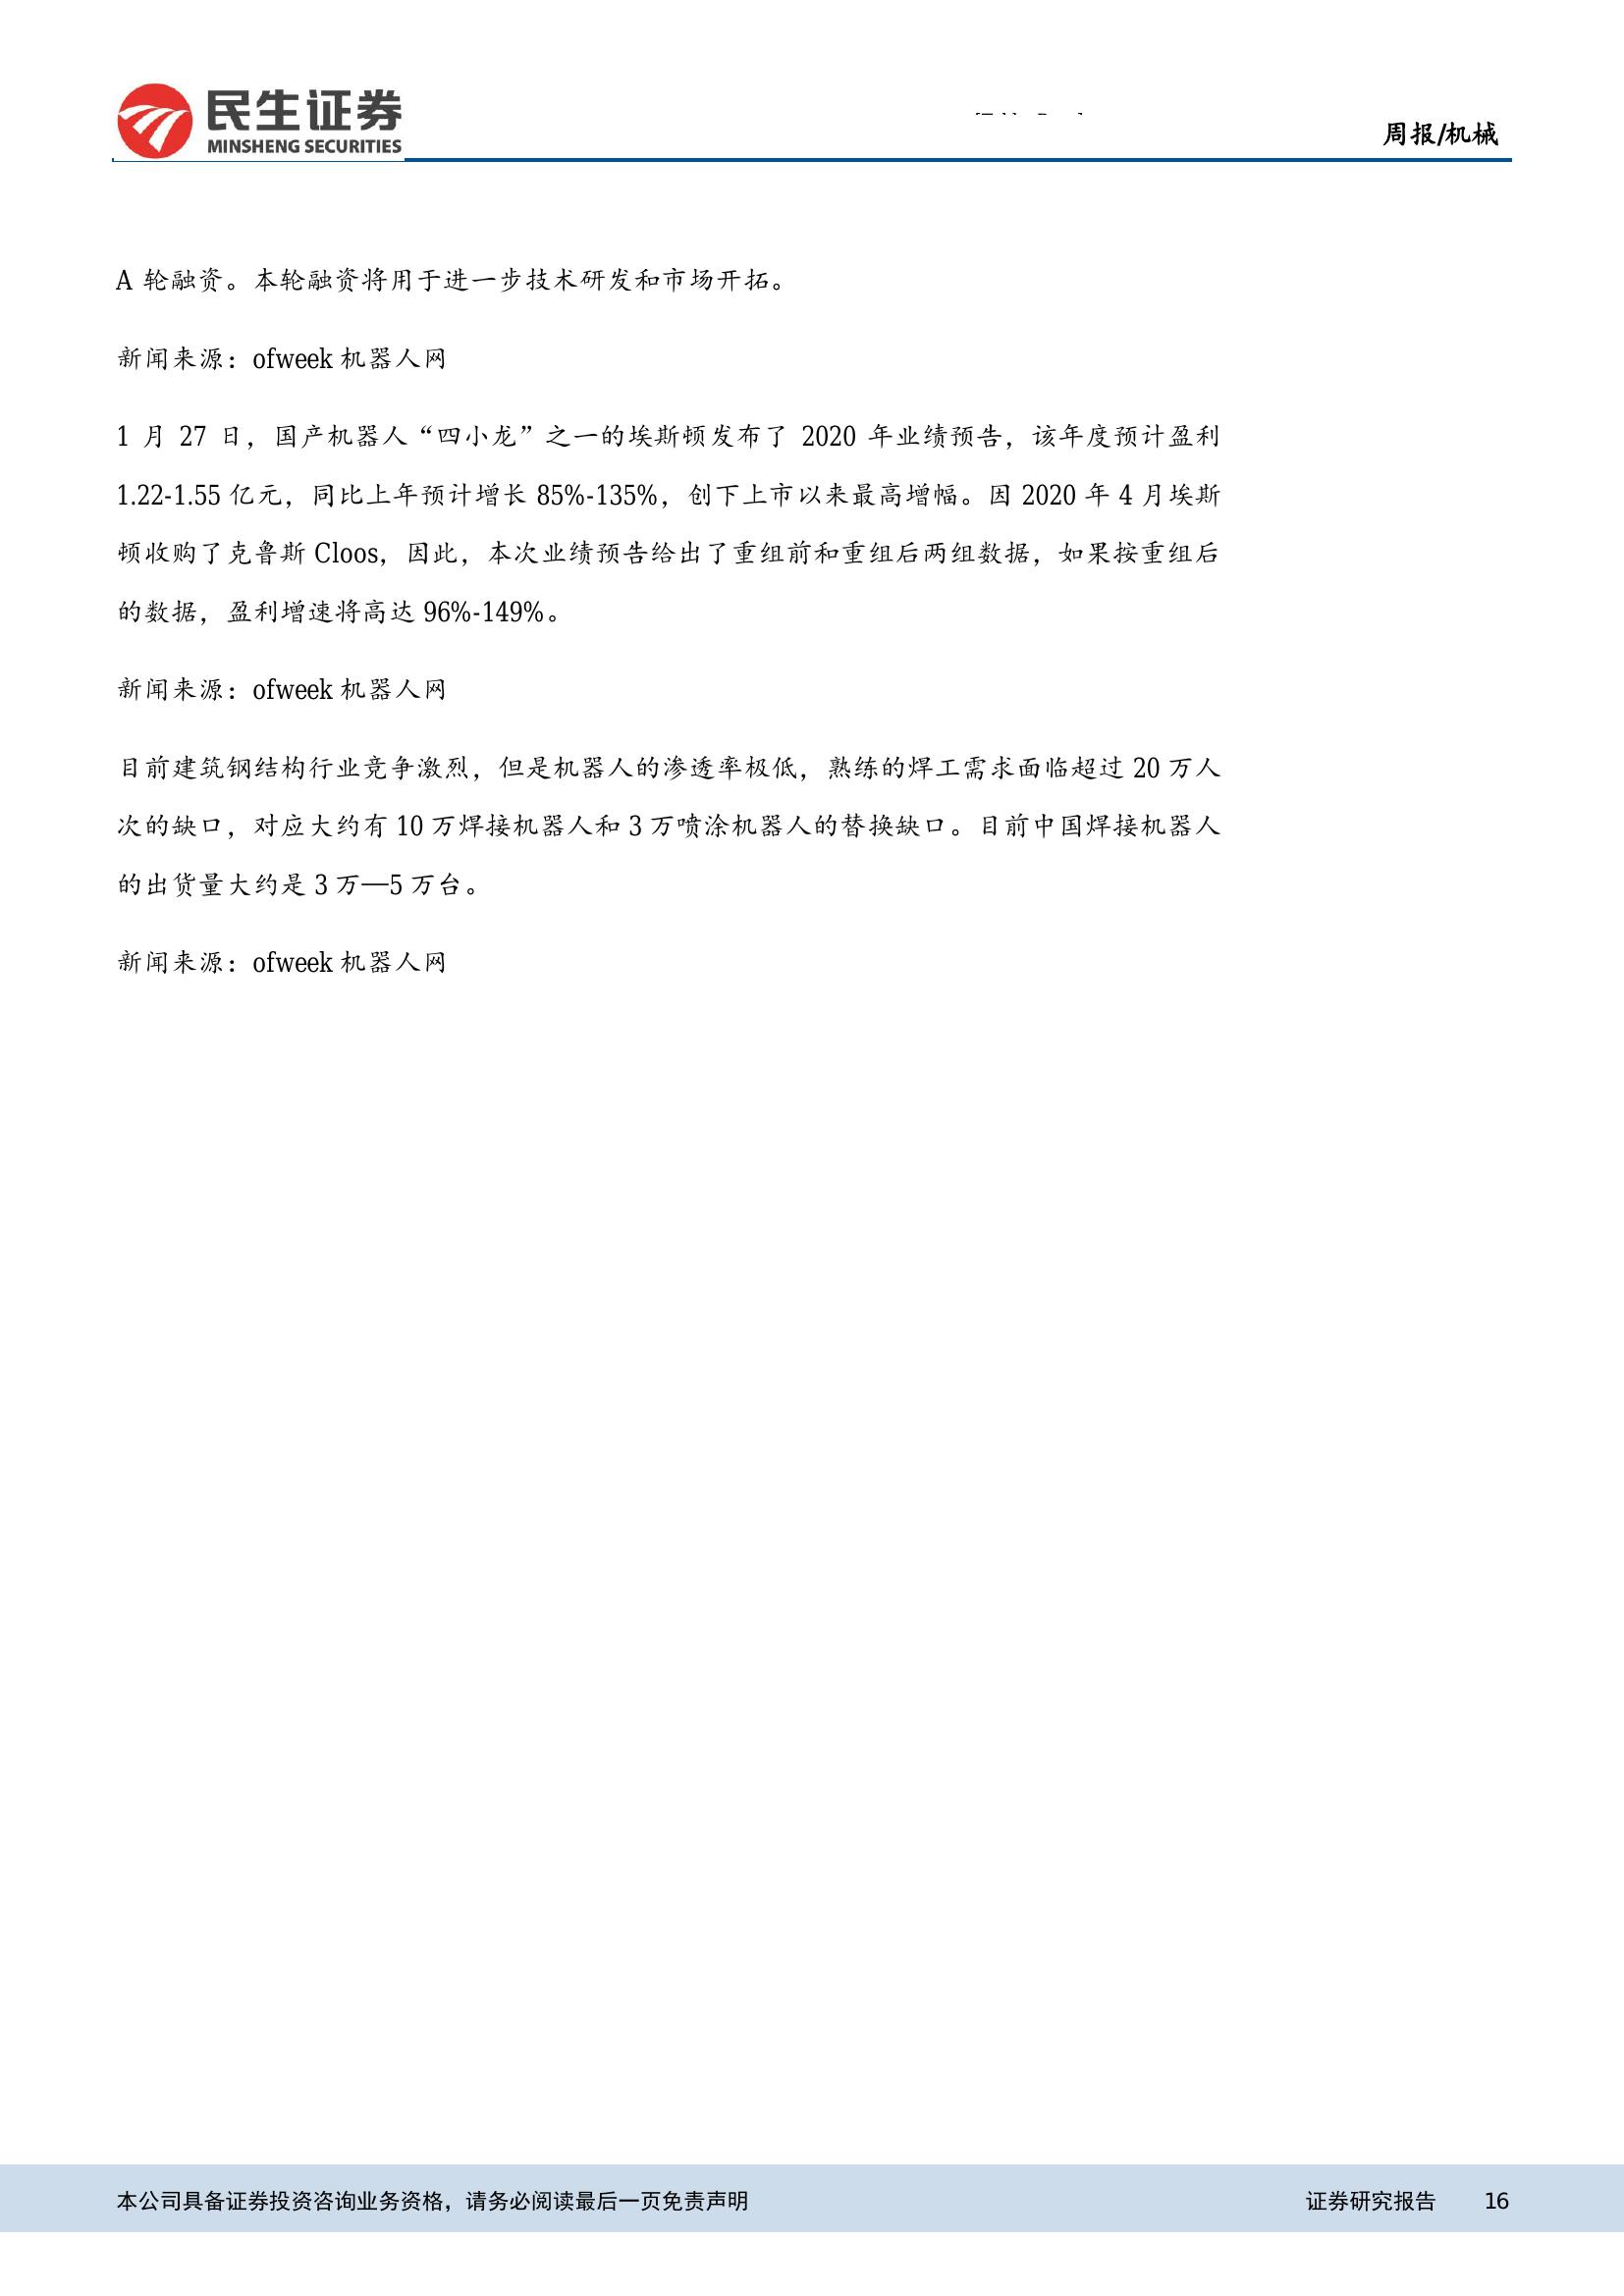 民生证券
MINSHENG SECURITIES
周报/机械
A 轮融资。本轮融资将用于进一步技术研发和市场开拓。
新闻来源：ofweek 机器人网
1 月 27 日，国产机器人“四小龙”之一的埃斯顿发布了 2020 年业绩预告，该年度预计盈利
1.22-1.55 亿元，同比上年预计增长 85%-135%，创下上市以来最高增幅。因 2020 年 4 月埃斯
顿收购了克鲁斯 Cloos，因此，本次业绩预告给出了重组前和重组后两组数据，如果按重组后
的数据，盈利增速将高达 96%-149%。
新闻来源：ofweek 机器人网
目前建筑钢结构行业竞争激烈，但是机器人的渗透率极低，熟练的焊工需求面临超过 20 万人
次的缺口，对应大约有 10 万焊接机器人和 3 万喷涂机器人的替换缺口。目前中国焊接机器人
的出货量大约是 3 万—5 万台。
新闻来源：ofweek 机器人网
本公司具备证券投资咨询业务资格，请务必阅读最后一页免责声明
证券研究报告 16